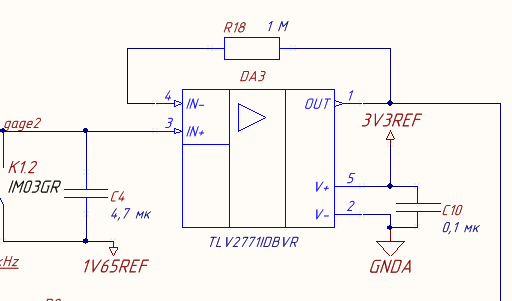 R18 1 М
DA3
4 IN- OUT 1
3 IN+
3V3REF
gage2
K1.2
IM03GR
C4
4,7 мк
V+ 5
V- 2
C10
0,1 мк
TLV2771IDBVR
1V65REF
GNDA
kHz